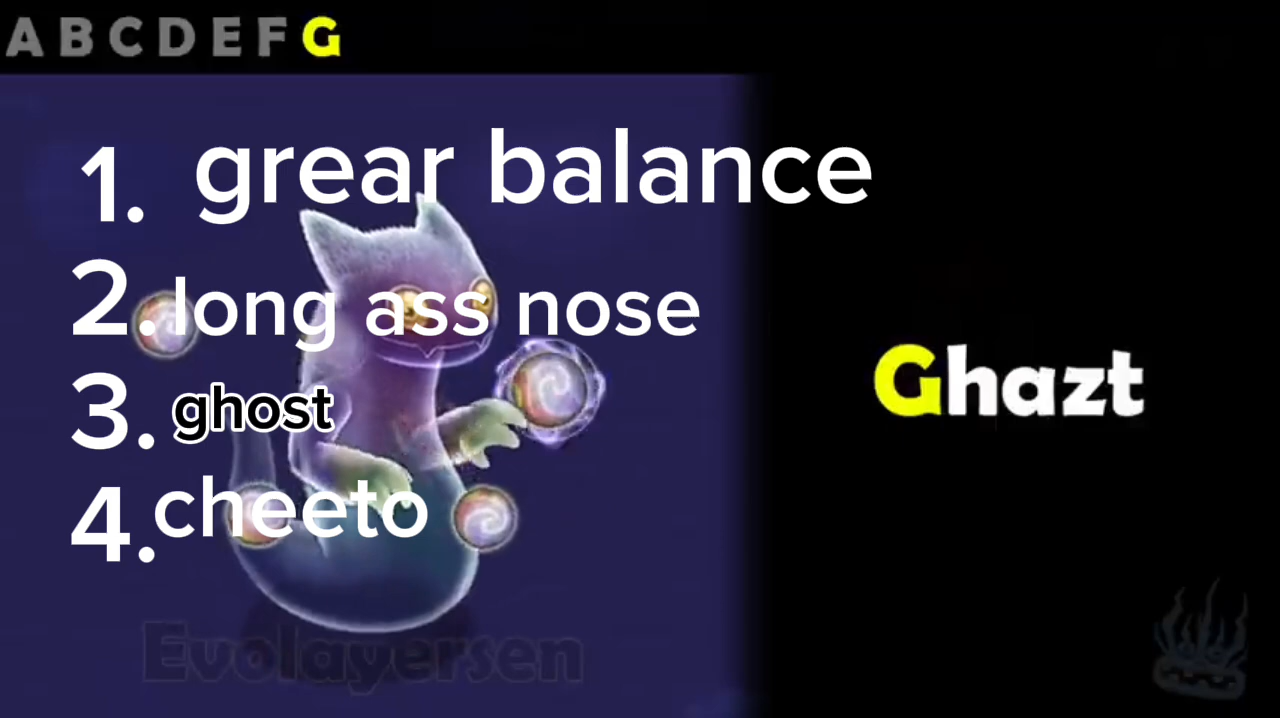 A B C D E F G
1. grear balance
2. long ass nose
3. ghost
4. cheeto
Ghazt
Evolayersen